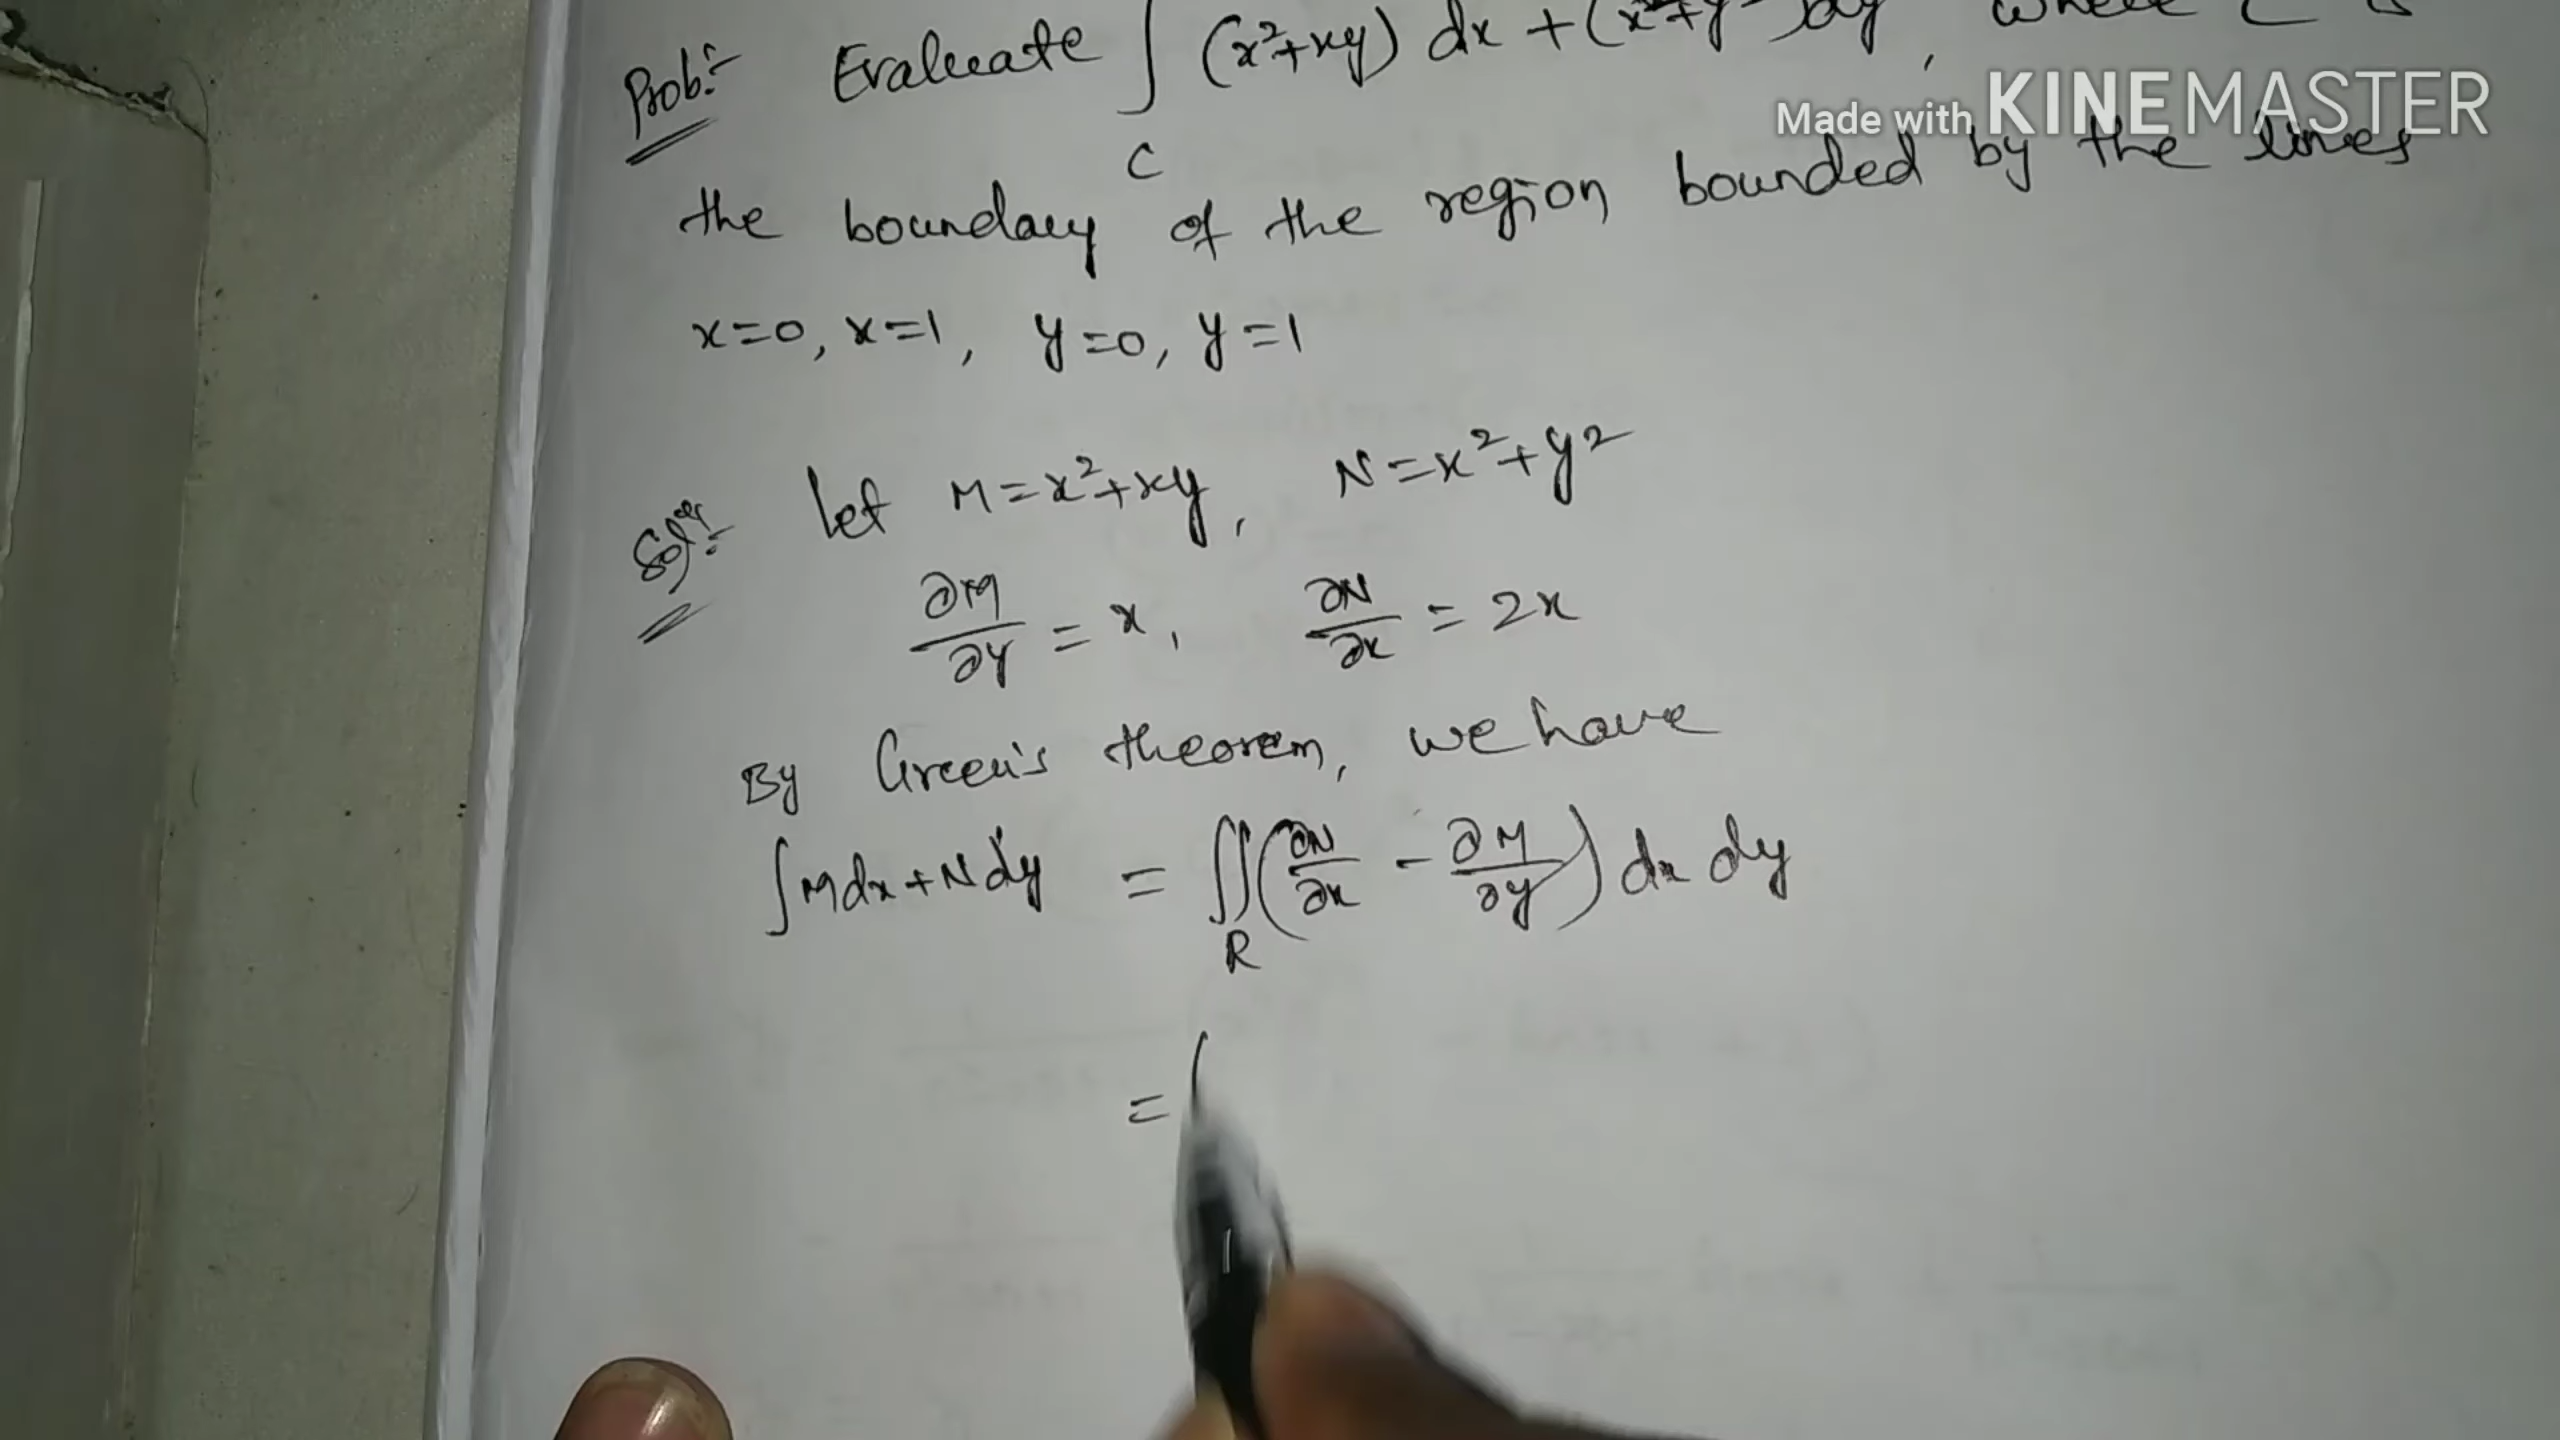 Prob:- Evaluate ∫ (x²+xy) dx + (x²+y²)dy, where C is
Made with KINEMASTER
C
the boundary of the region bounded by the lines
x=0, x=1, y=0, y=1
Sol:- let M=x²+xy, N=x²+y²
∂M/∂y = x, ∂N/∂x = 2x
By Green's theorem, we have
∫Mdx+Ndy = ∬(∂N/∂x - ∂M/∂y) dx dy
R
=